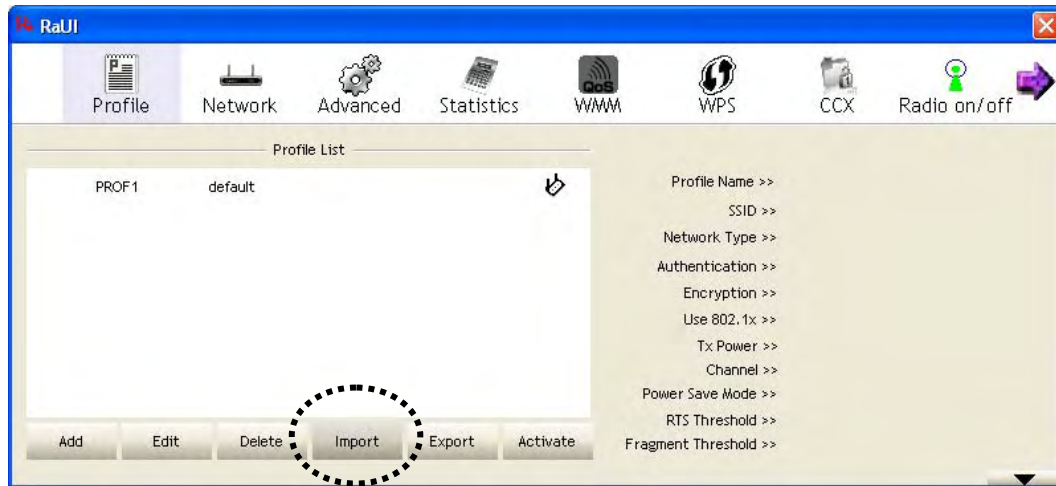 RaUI
Profile Network Advanced Statistics QoS WMM WPS CCX Radio on/off
Profile List
PROF1 default
Profile Name >>
SSID >>
Network Type >>
Authentication >>
Encryption >>
Use 802.1x >>
Tx Power >>
Channel >>
Power Save Mode >>
RTS Threshold >>
Fragment Threshold >>
Add Edit Delete Import Export Activate